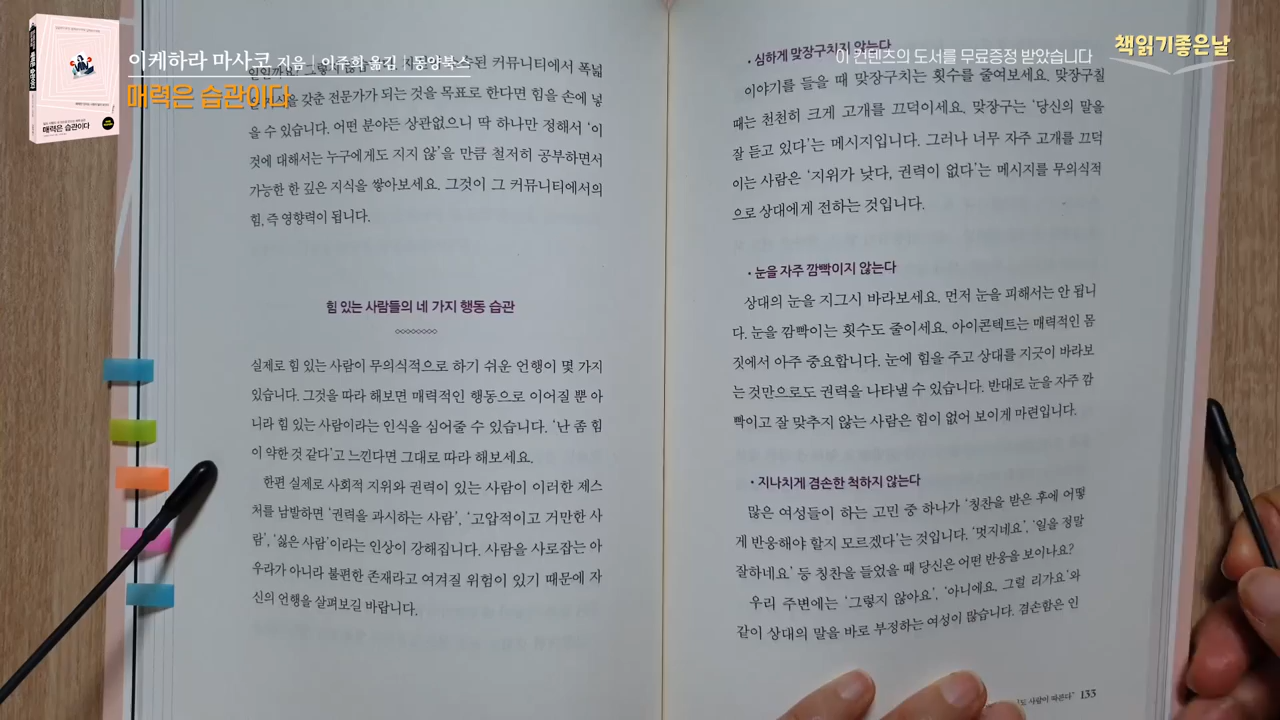 이케하라 마사코 지음 | 이주희 옮김 | 동양북스
매력은 습관이다
매력은 습관이다
이 컨텐츠의 도서를 무료증정 받았습니다
책읽기좋은날
커뮤니티에서 폭넓
갖춘 전문가가 되는 것을 목표로 한다면 힘을 손에 넣
을 수 있습니다. 어떤 분야든 상관없으니 딱 하나만 정해서 ‘이
것에 대해서는 누구에게도 지지 않’을 만큼 철저히 공부하면서
가능한 한 깊은 지식을 쌓아보세요. 그것이 그 커뮤니티에서의
힘, 즉 영향력이 됩니다.
힘 있는 사람들의 네 가지 행동 습관
실제로 힘 있는 사람이 무의식적으로 하기 쉬운 언행이 몇 가지
있습니다. 그것을 따라 해보면 매력적인 행동으로 이어질 뿐 아
니라 힘 있는 사람이라는 인식을 심어줄 수 있습니다. ‘난 좀 힘
이 약한 것 같다’고 느낀다면 그대로 따라 해보세요.
한편 실제로 사회적 지위와 권력이 있는 사람이 이러한 제스
처를 남발하면 ‘권력을 과시하는 사람’, ‘고압적이고 거만한 사
람’, ‘싫은 사람’이라는 인상이 강해집니다. 사람을 사로잡는 아
우라가 아니라 불편한 존재라고 여겨질 위험이 있기 때문에 자
신의 언행을 살펴보길 바랍니다.
• 심하게 맞장구치지 않는다
이야기를 들을 때 맞장구치는 횟수를 줄여보세요. 맞장구칠
때는 천천히 크게 고개를 끄덕이세요. 맞장구는 ‘당신의 말을
잘 듣고 있다’는 메시지입니다. 그러나 너무 자주 고개를 끄덕
이는 사람은 ‘지위가 낮다, 권력이 없다’는 메시지를 무의식적
으로 상대에게 전하는 것입니다.
• 눈을 자주 깜빡이지 않는다
상대의 눈을 지그시 바라보세요. 먼저 눈을 피해서는 안 됩니
다. 눈을 깜빡이는 횟수도 줄이세요. 아이콘택트는 매력적인 몸
짓에서 아주 중요합니다. 눈에 힘을 주고 상대를 지긋이 바라보
는 것만으로도 권력을 나타낼 수 있습니다. 반대로 눈을 자주 깜
빡이고 잘 맞추지 않는 사람은 힘이 없어 보이게 마련입니다.
• 지나치게 겸손한 척하지 않는다
많은 여성들이 하는 고민 중 하나가 ‘칭찬을 받은 후에 어떻
게 반응해야 할지 모르겠다’는 것입니다. ‘멋지네요’, ‘일을 정말
잘하네요’ 등 칭찬을 들었을 때 당신은 어떤 반응을 보이나요?
우리 주변에는 ‘그렇지 않아요’, ‘아니에요, 그럴 리가요’와
같이 상대의 말을 바로 부정하는 여성이 많습니다. 겸손함은 인
사람이 따른다” 133